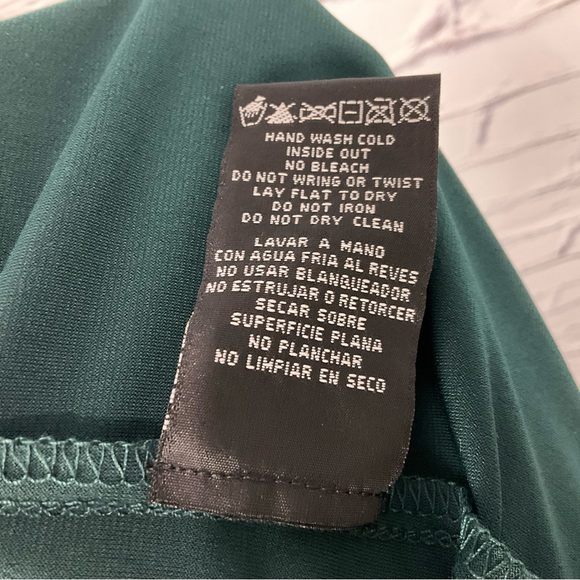 HAND WASH COLD
INSIDE OUT
NO BLEACH
DO NOT WRING OR TWIST
LAY FLAT TO DRY
DO NOT IRON
DO NOT DRY CLEAN
LAVAR A MANO
CON AGUA FRIA AL REVES
NO USAR BLANQUEADOR
NO ESTRUJAR O RETORCER
SECAR SOBRE
SUPERFICIE PLANA
NO PLANCHAR
NO LIMPIAR EN SECO